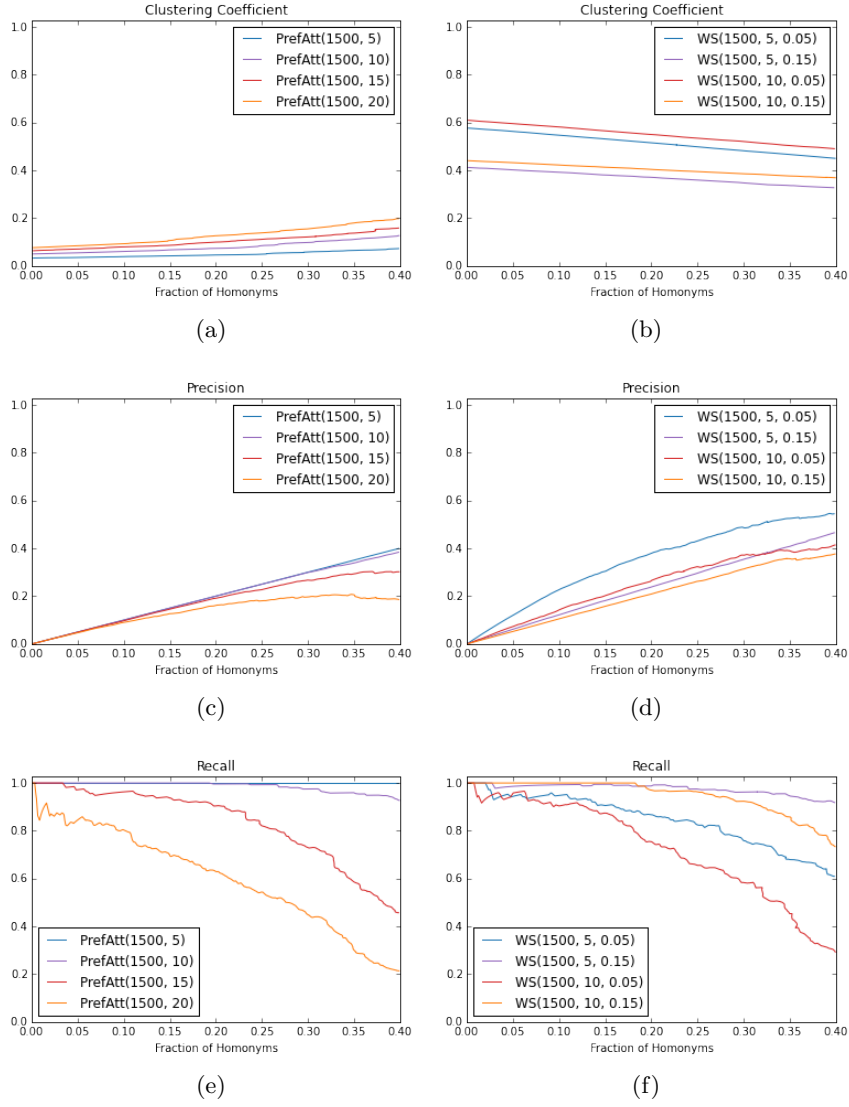 Clustering Coefficient
1.0
0.8
0.6
0.4
0.2
0.0
PrefAtt(1500, 5)
PrefAtt(1500, 10)
PrefAtt(1500, 15)
PrefAtt(1500, 20)
0.00 0.05 0.10 0.15 0.20 0.25 0.30 0.35 0.40
Fraction of Homonyms
(a)
Clustering Coefficient
1.0
0.8
0.6
0.4
0.2
0.0
WS(1500, 5, 0.05)
WS(1500, 5, 0.15)
WS(1500, 10, 0.05)
WS(1500, 10, 0.15)
0.00 0.05 0.10 0.15 0.20 0.25 0.30 0.35 0.40
Fraction of Homonyms
(b)
Precision
1.0
0.8
0.6
0.4
0.2
0.0
PrefAtt(1500, 5)
PrefAtt(1500, 10)
PrefAtt(1500, 15)
PrefAtt(1500, 20)
0.00 0.05 0.10 0.15 0.20 0.25 0.30 0.35 0.40
Fraction of Homonyms
(c)
Precision
1.0
0.8
0.6
0.4
0.2
0.0
WS(1500, 5, 0.05)
WS(1500, 5, 0.15)
WS(1500, 10, 0.05)
WS(1500, 10, 0.15)
0.00 0.05 0.10 0.15 0.20 0.25 0.30 0.35 0.40
Fraction of Homonyms
(d)
Recall
1.0
0.8
0.6
0.4
0.2
0.0
PrefAtt(1500, 5)
PrefAtt(1500, 10)
PrefAtt(1500, 15)
PrefAtt(1500, 20)
0.00 0.05 0.10 0.15 0.20 0.25 0.30 0.35 0.40
Fraction of Homonyms
(e)
Recall
1.0
0.8
0.6
0.4
0.2
0.0
WS(1500, 5, 0.05)
WS(1500, 5, 0.15)
WS(1500, 10, 0.05)
WS(1500, 10, 0.15)
0.00 0.05 0.10 0.15 0.20 0.25 0.30 0.35 0.40
Fraction of Homonyms
(f)